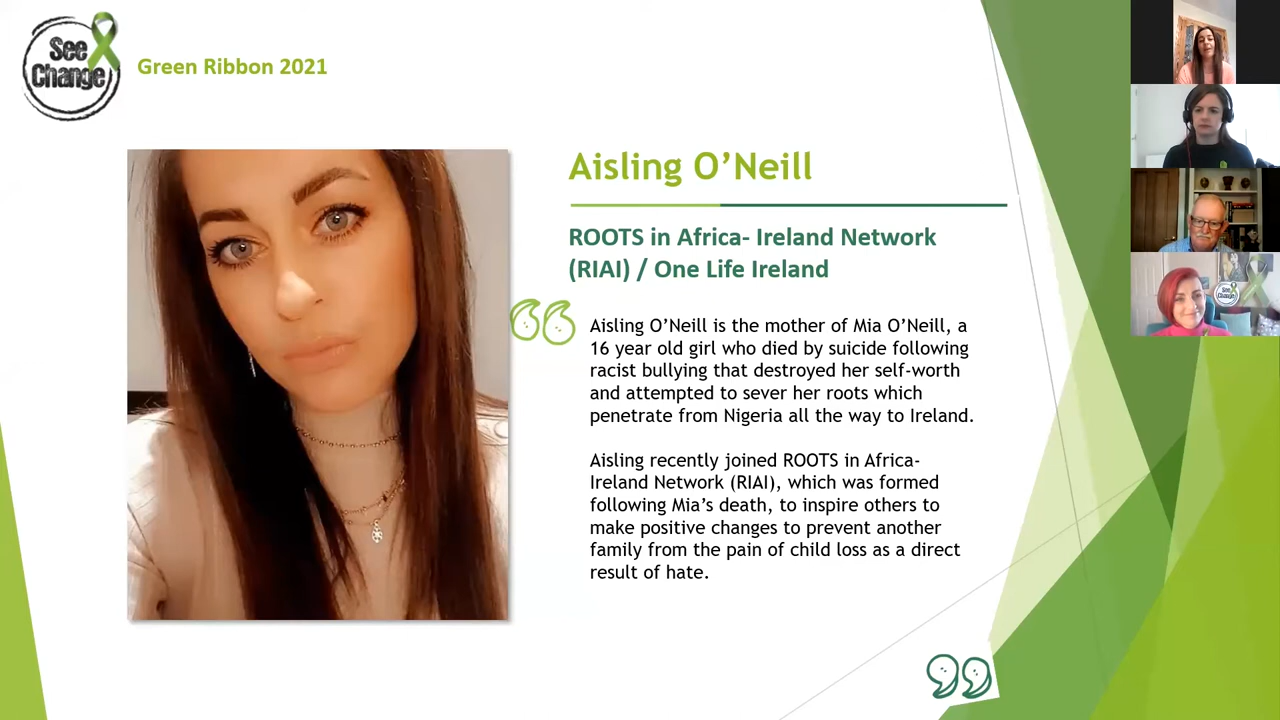 See
Change
Green Ribbon 2021
Aisling O’Neill
ROOTS in Africa- Ireland Network
(RIAI) / One Life Ireland
Aisling O’Neill is the mother of Mia O’Neill, a
16 year old girl who died by suicide following
racist bullying that destroyed her self-worth
and attempted to sever her roots which
penetrate from Nigeria all the way to Ireland.
Aisling recently joined ROOTS in Africa-
Ireland Network (RIAI), which was formed
following Mia’s death, to inspire others to
make positive changes to prevent another
family from the pain of child loss as a direct
result of hate.
See
Change